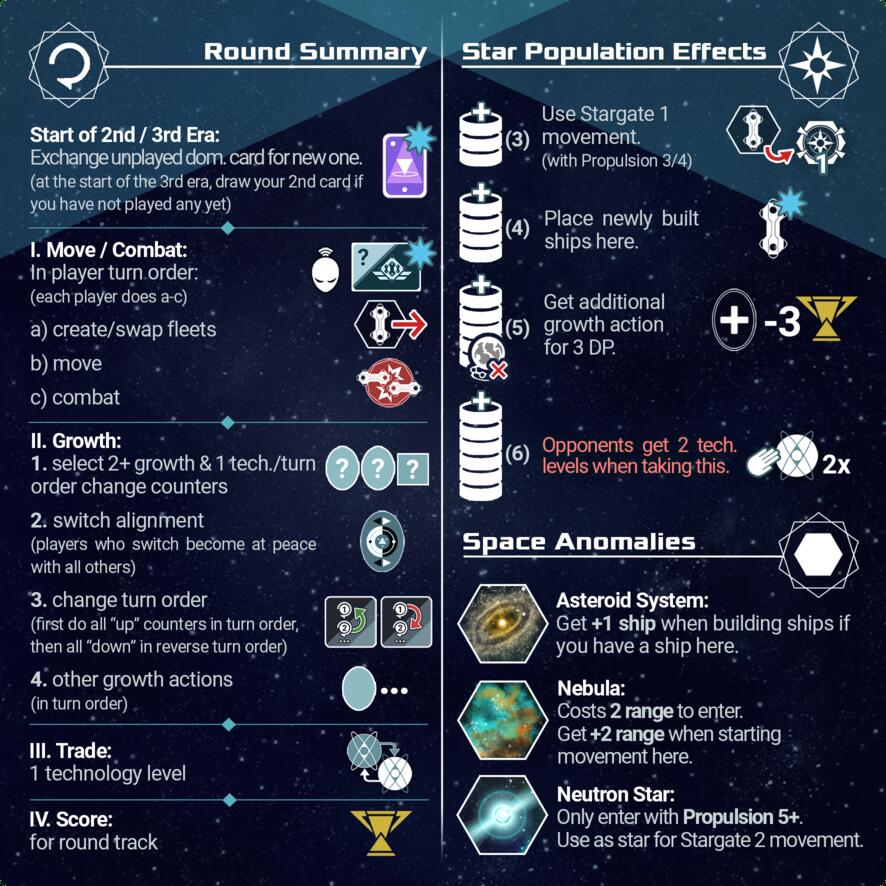 Round Summary
Start of 2nd / 3rd Era:
Exchange unplayed dom. card for new one.
(at the start of the 3rd era, draw your 2nd card if
you have not played any yet)
I. Move / Combat:
In player turn order:
(each player does a-c)
?
a) create/swap fleets
b) move
c) combat
II. Growth:
1. select 2+ growth & 1 tech./turn
order change counters
? ? ?
2. switch alignment
(players who switch become at peace
with all others)
3. change turn order
(first do all “up” counters in turn order,
then all “down” in reverse turn order)
1 1
2 2
... ...
4. other growth actions
(in turn order)
...
III. Trade:
1 technology level
IV. Score:
for round track
Star Population Effects
+
(3)
Use Stargate 1
movement.
(with Propulsion 3/4)
1
+
(4)
Place newly built
ships here.
+
(5)
Get additional
growth action
for 3 DP.
+ -3
+
(6)
Opponents get 2 tech.
levels when taking this.
2x
Space Anomalies
Asteroid System:
Get +1 ship when building ships if
you have a ship here.
Nebula:
Costs 2 range to enter.
Get +2 range when starting
movement here.
Neutron Star:
Only enter with Propulsion 5+.
Use as star for Stargate 2 movement.